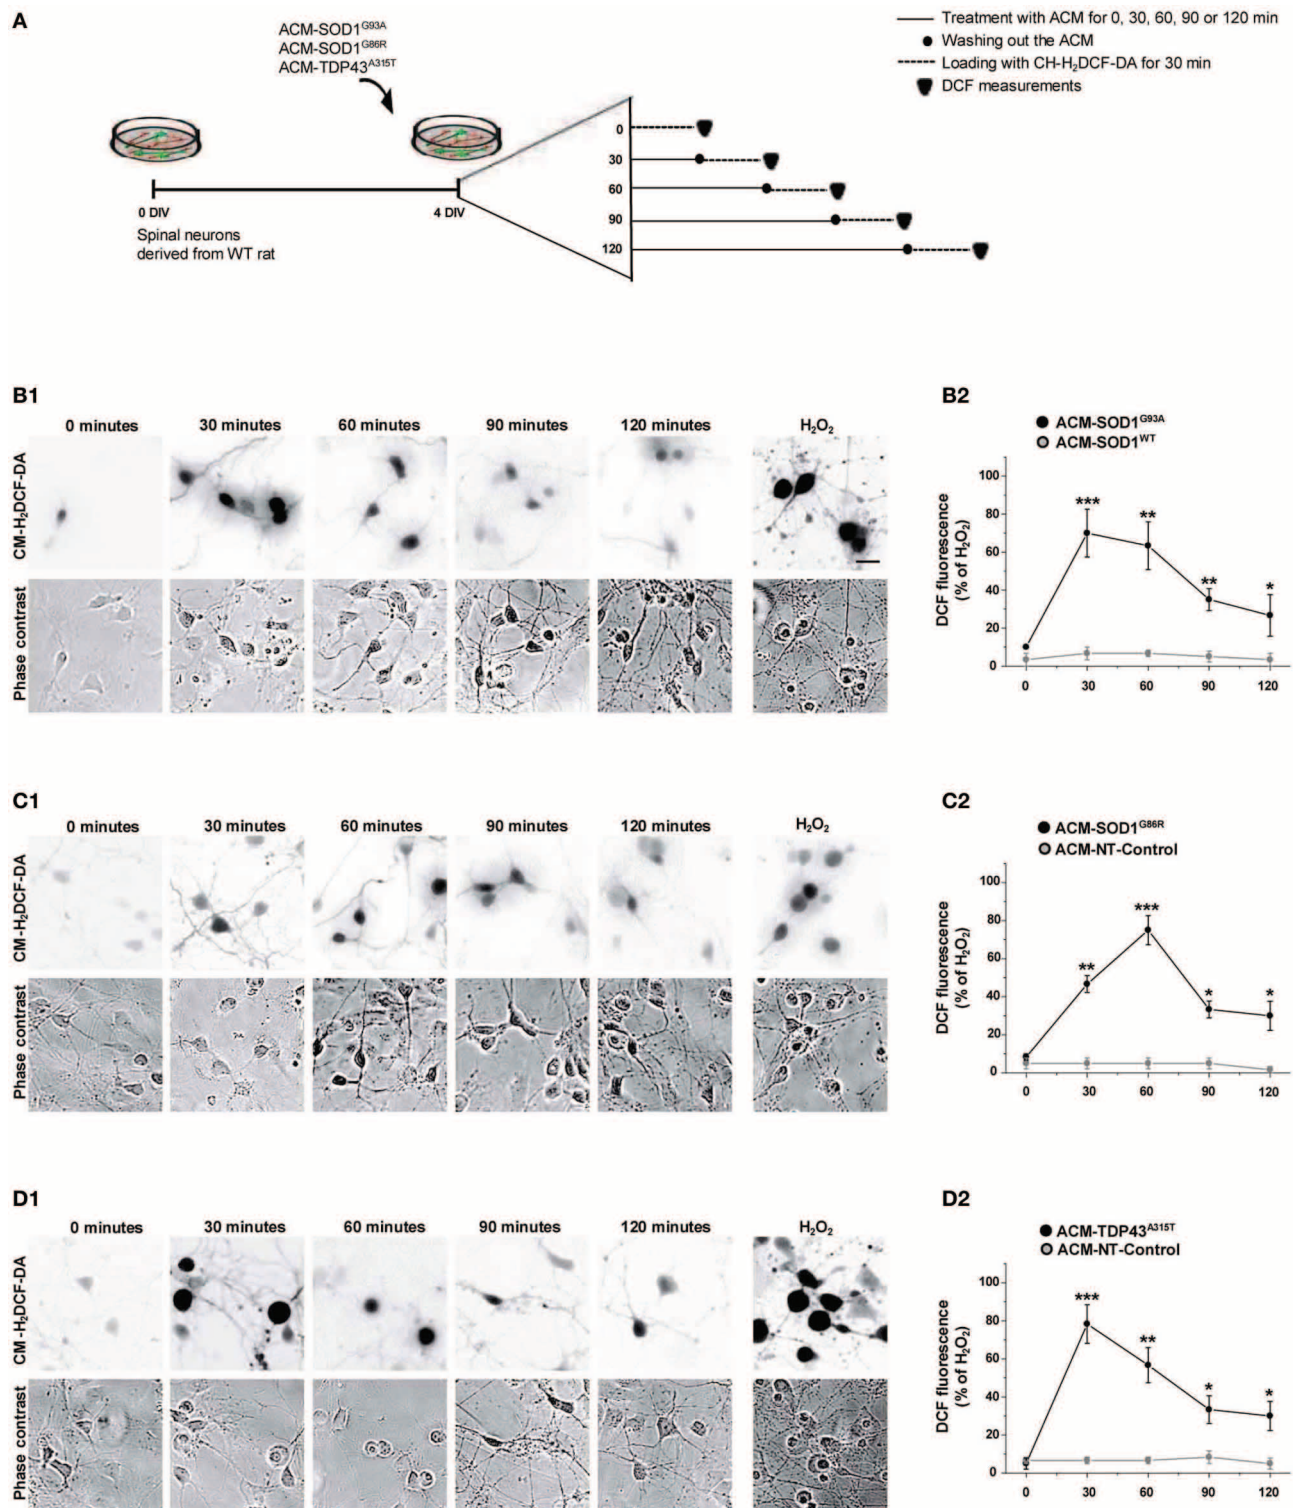 A
ACM-SOD1G93A
ACM-SOD1G86R
ACM-TDP43A315T
Treatment with ACM for 0, 30, 60, 90 or 120 min
Washing out the ACM
Loading with CH-H2DCF-DA for 30 min
DCF measurements
0
30
60
90
120
0 DIV
4 DIV
Spinal neurons
derived from WT rat
B1
0 minutes
30 minutes
60 minutes
90 minutes
120 minutes
H2O2
CM-H2DCF-DA
Phase contrast
B2
ACM-SOD1G93A
ACM-SOD1WT
DCF fluorescence
(% of H2O2)
100
80
60
40
20
0
***
**
**
*
0 30 60 90 120
C1
0 minutes
30 minutes
60 minutes
90 minutes
120 minutes
H2O2
CM-H2DCF-DA
Phase contrast
C2
ACM-SOD1G86R
ACM-NT-Control
DCF fluorescence
(% of H2O2)
100
80
60
40
20
0
**
***
*
*
0 30 60 90 120
D1
0 minutes
30 minutes
60 minutes
90 minutes
120 minutes
H2O2
CM-H2DCF-DA
Phase contrast
D2
ACM-TDP43A315T
ACM-NT-Control
DCF fluorescence
(% of H2O2)
100
80
60
40
20
0
***
**
*
*
0 30 60 90 120